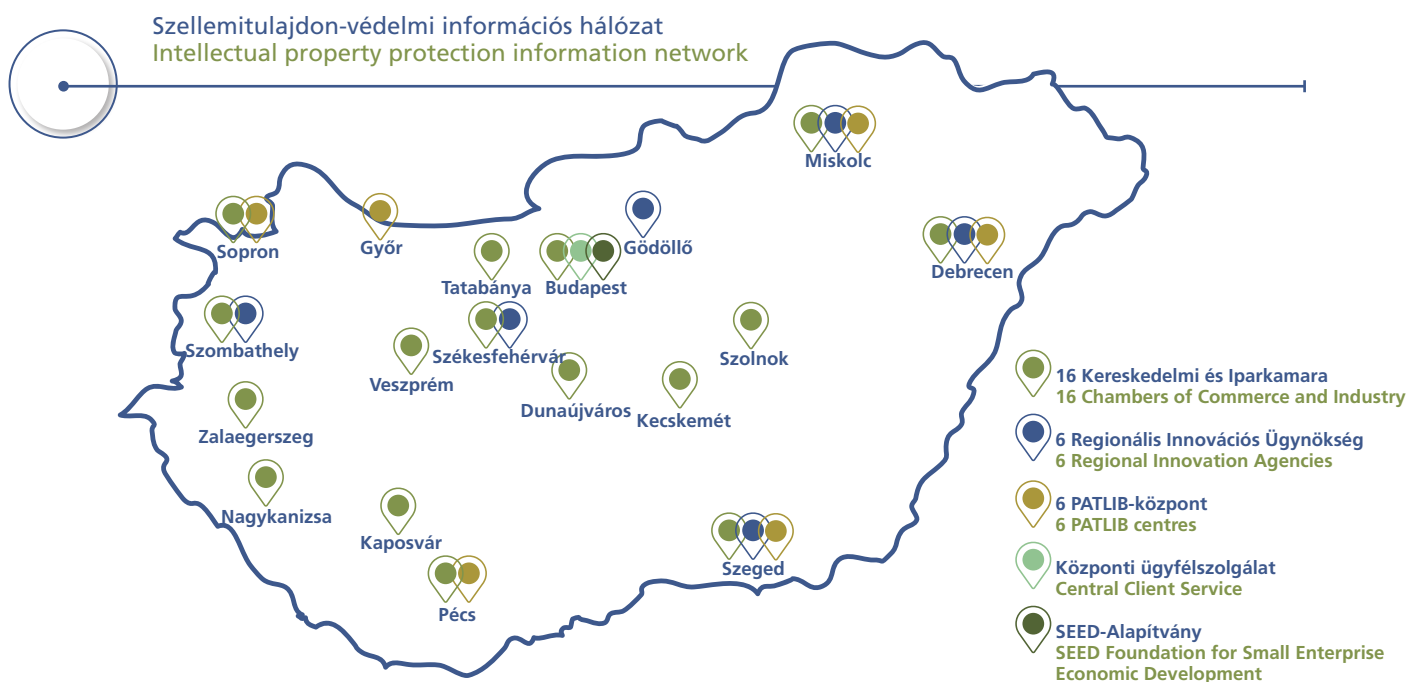 Szellemitulajdon-védelmi információs hálózat
Intellectual property protection information network
Miskolc
Sopron
Győr
Gödöllő
Debrecen
Tatabánya
Budapest
Szombathely
Székesfehérvár
Szolnok
Veszprém
Dunaújváros
Kecskemét
Zalaegerszeg
Nagykanizsa
Kaposvár
Szeged
Pécs
16 Kereskedelmi és Iparkamara
16 Chambers of Commerce and Industry
6 Regionális Innovációs Ügynökség
6 Regional Innovation Agencies
6 PATLIB-központ
6 PATLIB centres
Központi ügyfélszolgálat
Central Client Service
SEED-Alapítvány
SEED Foundation for Small Enterprise
Economic Development